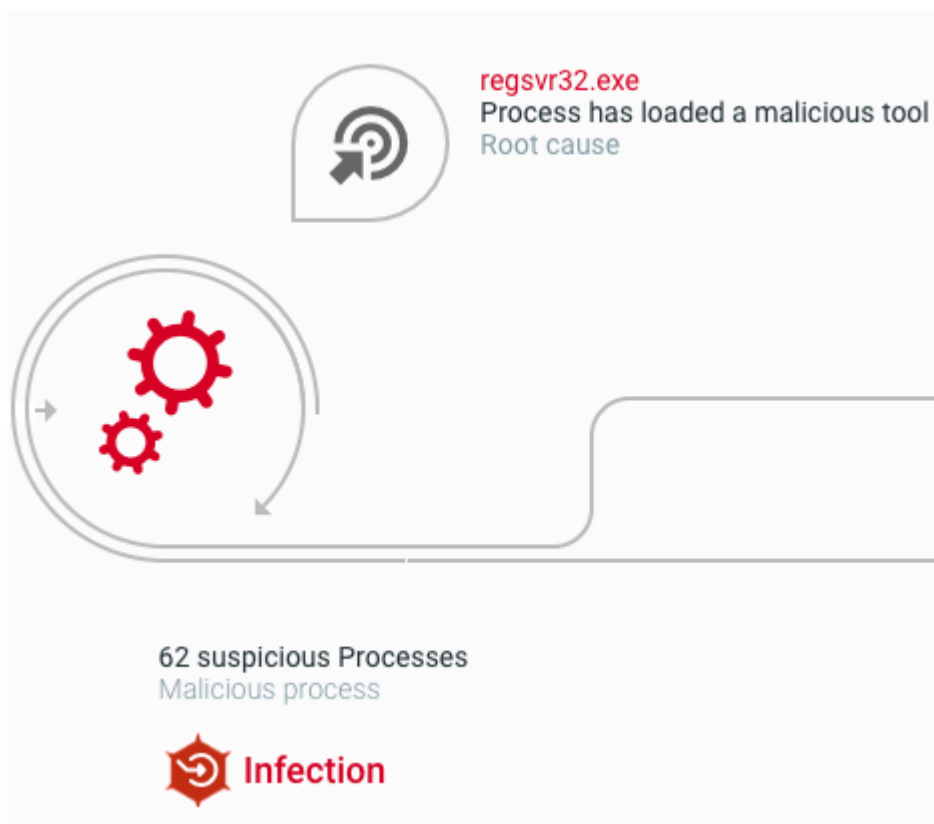 regsvr32.exe
Process has loaded a malicious tool
Root cause
62 suspicious Processes
Malicious process
Infection